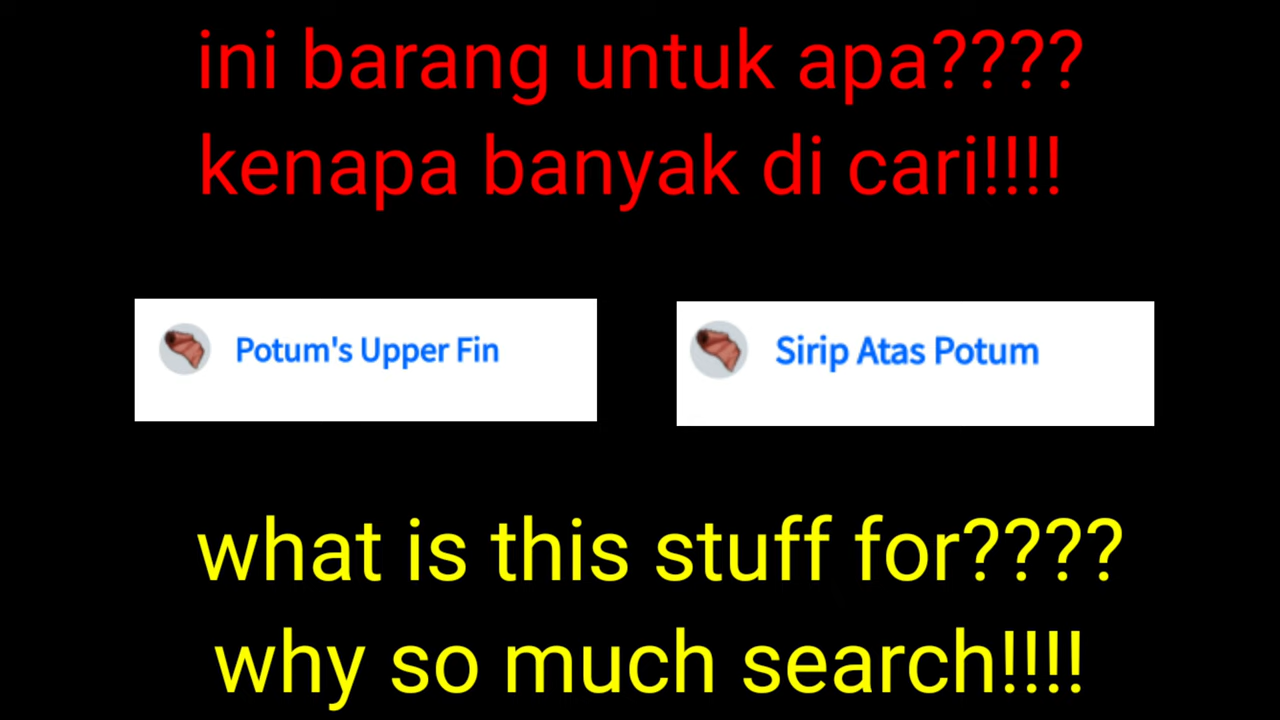 ini barang untuk apa????
kenapa banyak di cari!!!!
Potum's Upper Fin
Sirip Atas Potum
what is this stuff for????
why so much search!!!!